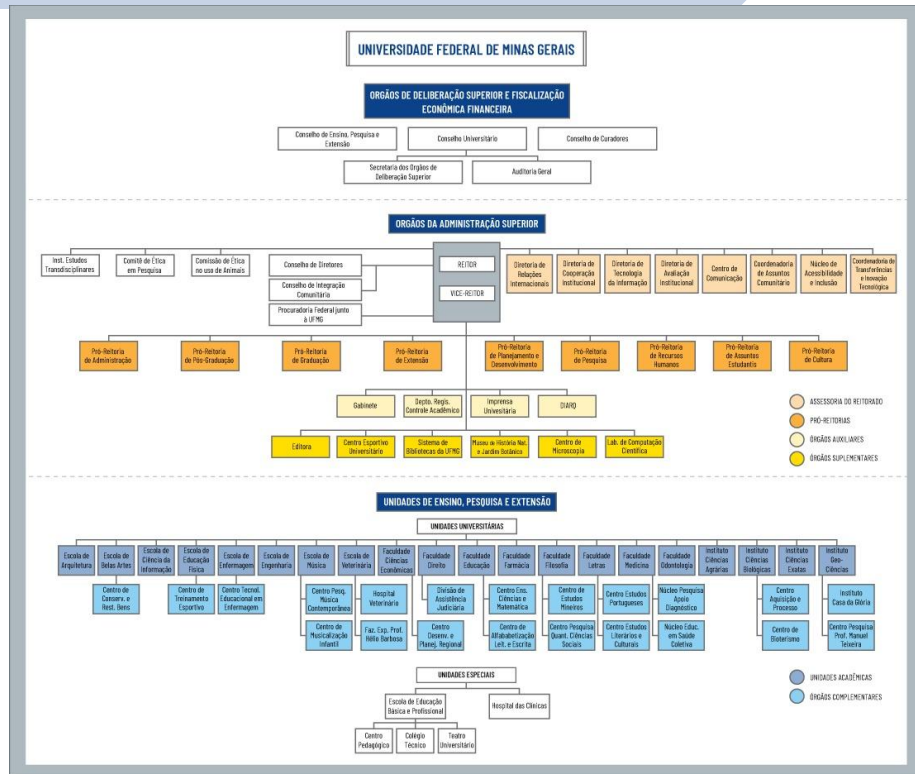 UNIVERSIDADE FEDERAL DE MINAS GERAIS
ORGÃOS DE DELIBERAÇÃO SUPERIOR E FISCALIZAÇÃO
ECONÔMICA FINANCEIRA
Conselho de Ensino, Pesquisa e
Extensão
Conselho Universitário
Conselho de Curadores
Secretaria dos Orgãos de
Deliberação Superior
Auditoria Geral
ORGÃOS DA ADMINISTRAÇÃO SUPERIOR
Inst. Estudos
Transdisciplinares
Comitê de Ética
em Pesquisa
Comissão de Ética
no uso de Animais
Conselho de Diretores
Conselho de Integração
Comunitária
Procuradoria Federal junto
à UFMG
REITOR
VICE-REITOR
Diretoria de
Relações
Internacionais
Diretoria de
Cooperação
Institucional
Diretoria de
Tecnologia
da Informação
Diretoria de
Avaliação
Institucional
Centro de
Comunicação
Coordenadoria
de Assuntos
Comunitário
Núcleo de
Acessibilidade
e Inclusão
Coordenadoria de
Transferências
e Inovação
Tecnológica
Pró-Reitoria
de Administração
Pró-Reitoria
de Pós-Graduação
Pró-Reitoria
de Graduação
Pró-Reitoria
de Extensão
Pró-Reitoria
de Planejamento e
Desenvolvimento
Pró-Reitoria
de Pesquisa
Pró-Reitoria
de Recursos
Humanos
Pró-Reitoria
de Assuntos
Estudantis
Pró-Reitoria
de Cultura
Gabinete
Depto. Regis.
Controle Acadêmico
Imprensa
Univesitária
DIARQ
Editora
Centro Esportivo
Universitário
Sistema de
Bibliotecas da UFMG
Museu de História Nat.
e Jardim Botânico
Centro de
Microscopia
Lab. de Computação
Científica
ASSESSORIA DO REITORADO
PRÓ-REITORIAS
ÓRGÃOS AUXILIARES
ÓRGÃOS SUPLEMENTARES
UNIDADES DE ENSINO, PESQUISA E EXTENSÃO
UNIDADES UNIVERSITÁRIAS
Escola de
Arquitetura
Escola de
Belas Artes
Escola de
Ciência da
Informação
Escola de
Educação
Física
Escola de
Enfermagem
Escola de
Engenharia
Escola de
Música
Escola de
Veterinária
Faculdade
Ciências
Econômicas
Faculdade
Direito
Faculdade
Educação
Faculdade
Farmácia
Faculdade
Filosofia
Faculdade
Letras
Faculdade
Medicina
Faculdade
Odontologia
Instituto
Ciências
Agrárias
Instituto
Ciências
Biológicas
Instituto
Ciências
Exatas
Instituto
Geo-
Ciências
Centro de
Conserv. e
Rest. Bens
Centro de
Treinamento
Esportivo
Centro Tecnol.
Educacional em
Enfermagem
Centro Pesq.
Música
Contemporânea
Hospital
Veterinário
Divisão de
Assistência
Judiciária
Centro Ens.
Ciências e
Matemática
Centro de
Estudos
Mineiros
Centro Estudos
Portugueses
Núcleo Pesquisa
Apoio
Diagnóstico
Centro
Aquisição e
Processo
Instituto
Casa da Glória
Centro de
Musicalização
Infantil
Faz. Exp. Prof.
Hélio Barbosa
Centro
Desenv. e
Planej. Regional
Centro de
Alfababetização
Leit. e Escrita
Centro Pesquisa
Quant. Ciências
Sociais
Centro Estudos
Literários e
Culturais
Núcleo Educ.
em Saúde
Coletiva
Centro de
Bioterismo
Centro Pesquisa
Prof. Manuel
Teixeira
UNIDADES ESPECIAIS
Escola de Educação
Básica e Profissional
Hospital das Clínicas
Centro
Pedagógico
Colégio
Técnico
Teatro
Universitário
UNIDADES ACADÊMICAS
ÓRGÃOS COMPLEMENTARES